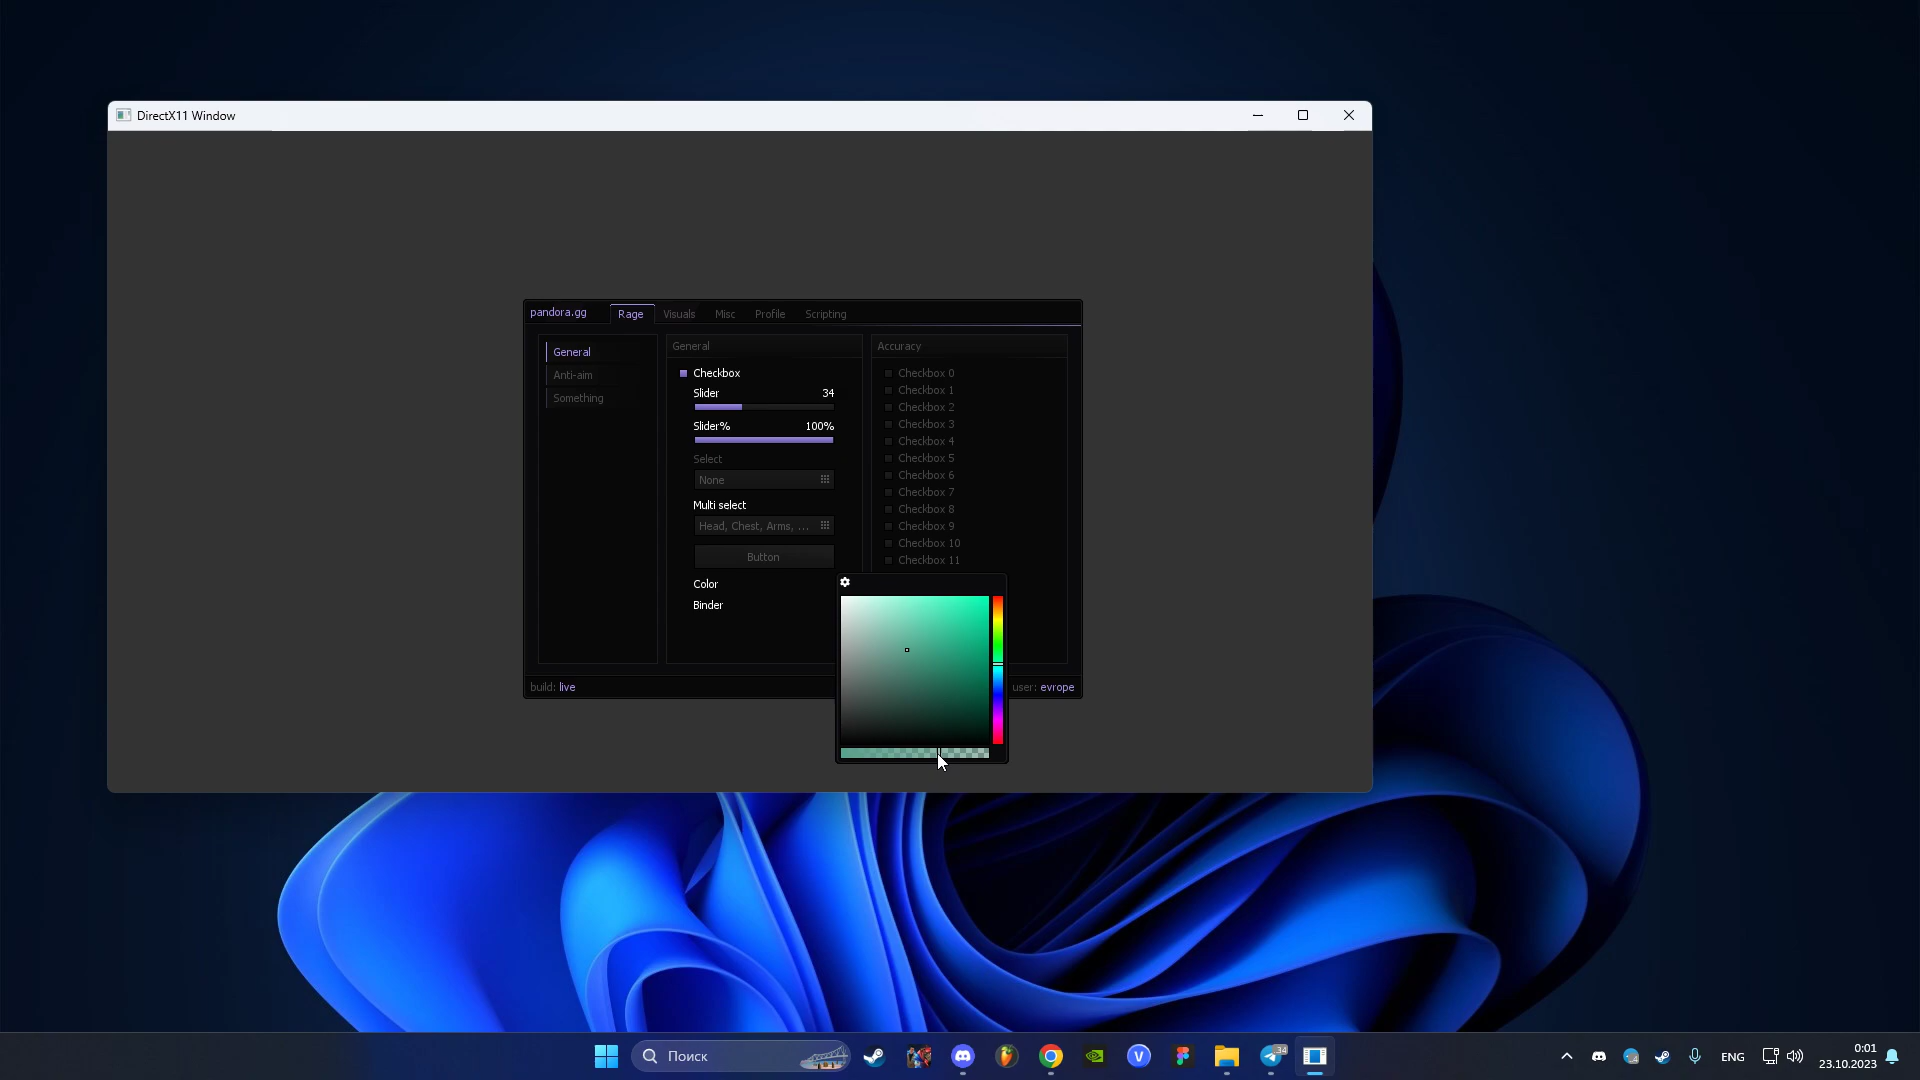 DirectX11 Window
pandora.gg Rage Visuals Misc Profile Scripting
General
Anti-aim
Something
General
Checkbox
Slider 34
Slider% 100%
Select
None
Multi select
Head, Chest, Arms, ...
Button
Color
Binder
Accuracy
Checkbox 0
Checkbox 1
Checkbox 2
Checkbox 3
Checkbox 4
Checkbox 5
Checkbox 6
Checkbox 7
Checkbox 8
Checkbox 9
Checkbox 10
Checkbox 11
build: live user: evrope
Поиск
V
34
ENG
0:01
23.10.2023